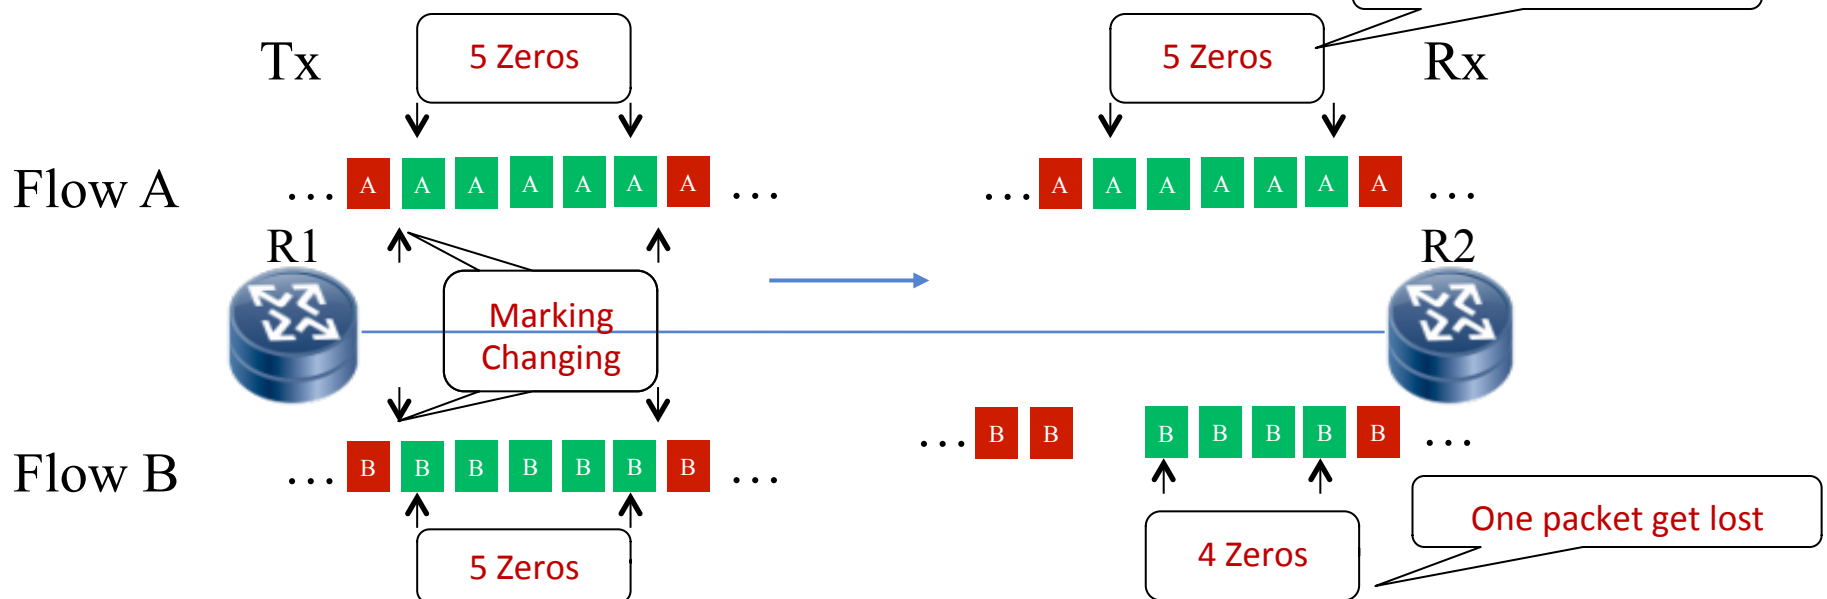 Tx
5 Zeros
5 Zeros
Rx
Flow A
... A A A A A A A ...
... A A A A A A A ...
R1
R2
Marking
Changing
Flow B
... B B B B B B B ...
... B B B B B B B ...
5 Zeros
4 Zeros
One packet get lost